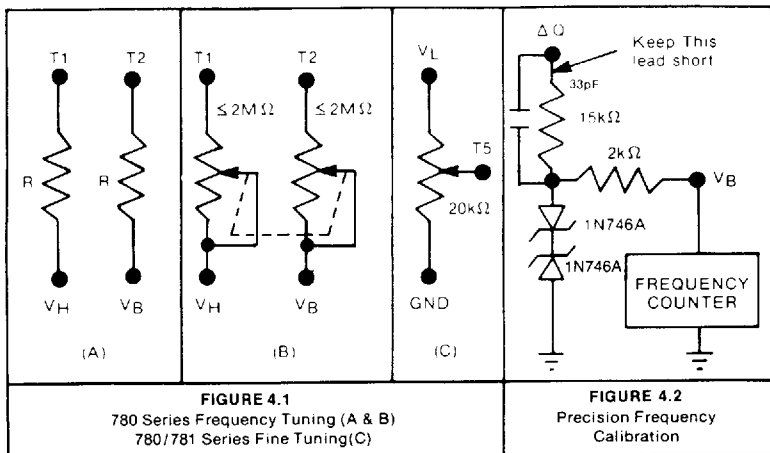 T1 T2
R R
VH VB
(A)
T1 T2
≤2MΩ ≤2MΩ
VH VB
(B)
VL
T5
20kΩ
GND
(C)
ΔQ
Keep This
lead short
33pF
15kΩ
2kΩ
VB
1N746A
1N746A
FREQUENCY
COUNTER
FIGURE 4.1
780 Series Frequency Tuning (A & B)
780/781 Series Fine Tuning(C)
FIGURE 4.2
Precision Frequency
Calibration